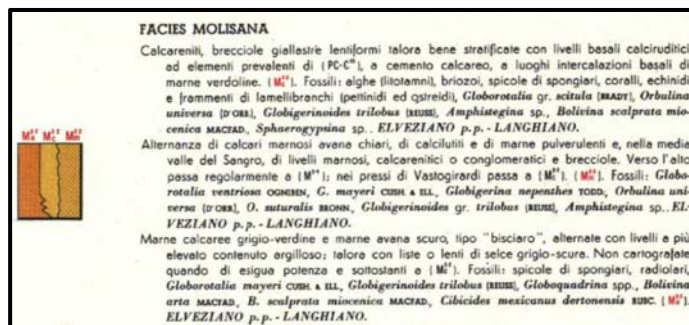 FACIES MOLISANA
Calcareniti, brecciole giallastre lentiformi talora bene stratificate con livelli basali calciruditici
ad elementi prevalenti di (PC-Cᵐ), a cemento calcareo, a luoghi intercalazioni basali di
marne verdoline. Fossili: alghe (litotamni), briozoi, spicole di spongiari, coralli, echinidi
e frammenti di lamellibranchi (pettinidi ed ostreidi), Globorotalia gr. scitula (BRADY), Orbulina
universa (D'ORB.), Globigerinoides trilobus (REUSS), Amphistegina sp., Bolivina scalprata mio-
cenica MACFAD., Sphaerogypsina sp.. ELVEZIANO p.p. - LANGHIANO.
Alternanza di calcari marnosi avana chiari, di calcilutiti e di marne pulverulenti e, nella media
valle del Sangro, di livelli marnosi, calcarenitici o conglomeratici e brecciole. Verso l'alto
passa regolarmente a nei pressi di Vastogirardi passa a Fossili: Globo-
rotalia ventriosa OGNIBEN, G. mayeri CUSH. & ELL., Globigerina nepenthes TODD; Orbulina uni-
versa (D'ORB.), O. suturalis BRONN., Globigerinoides gr. trilobus (REUSS), Amphistegina sp.. EL-
VEZIANO p.p. - LANGHIANO.
Marne calcaree grigio-verdine e marne avana scuro, tipo "bisciaro", alternate con livelli a più
elevato contenuto argilloso; talora con liste o lenti di selce grigio-scura. Non cartografate
quando di esigua potenza e sottostanti a Fossili: spicole di spongiari, radiolari,
Globorotalia mayeri CUSH. & ELL., Globigerinoides trilobus (REUSS), Globoquadrina spp., Bolivina
arta MACFAD., B. scalprata miocenica MACFAD., Cibicides mexicanus dertonensis RUSC.
ELVEZIANO p.p. - LANGHIANO.